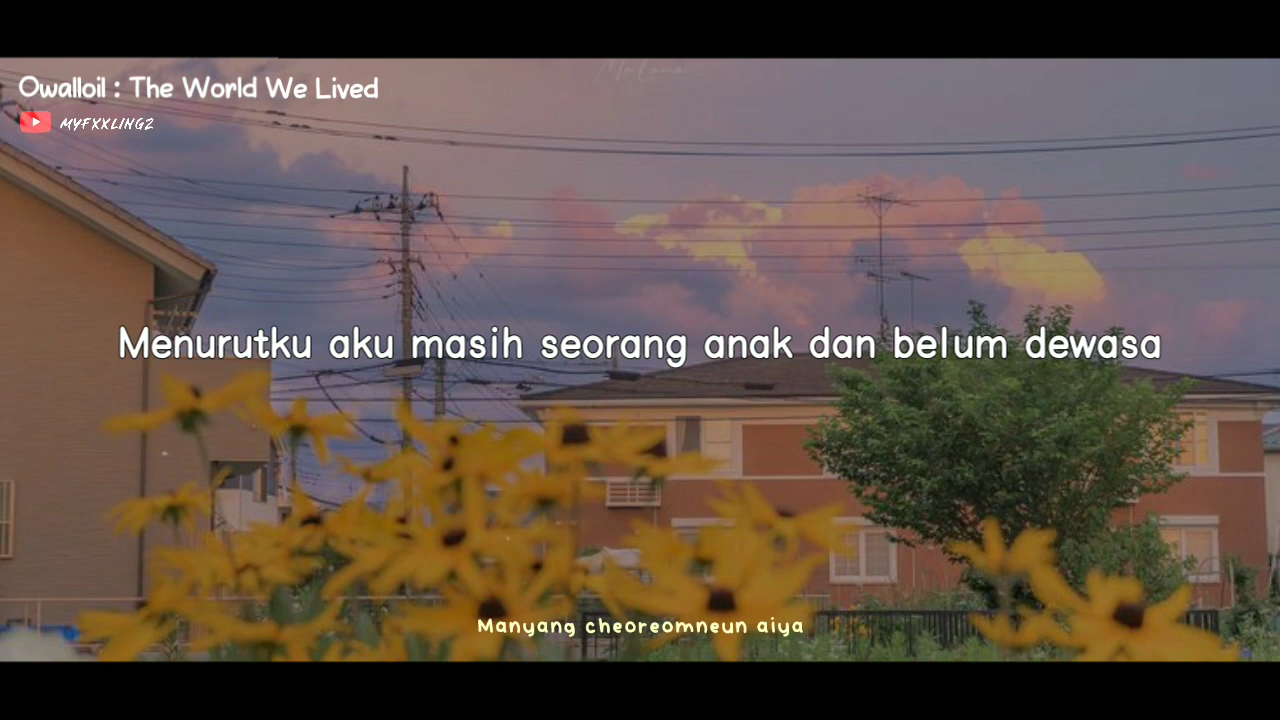 Owalloil : The World We Lived
MYFXXLINGZ
Menurutku aku masih seorang anak dan belum dewasa
Manyang cheoreomneun aiya